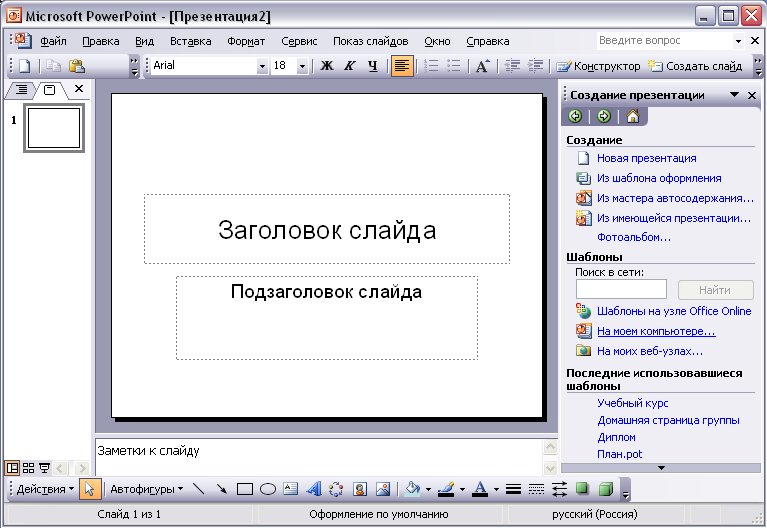 Microsoft PowerPoint - [Презентация2]
Файл Правка Вид Вставка Формат Сервис Показ слайдов Окно Справка Введите вопрос
Arial 18 Ж К Ч Конструктор Создать слайд
Создание презентации
1
Создание
Новая презентация
Из шаблона оформления
Из мастера автосодержания...
Из имеющейся презентации...
Фотоальбом...
Заголовок слайда
Подзаголовок слайда
Шаблоны
Поиск в сети:
Найти
Шаблоны на узле Office Online
На моем компьютере...
На моих веб-узлах...
Последние использовавшиеся
шаблоны
Учебный курс
Домашняя страница группы
Диплом
План.pot
Заметки к слайду
Действия Автофигуры
Слайд 1 из 1 Оформление по умолчанию русский (Россия)